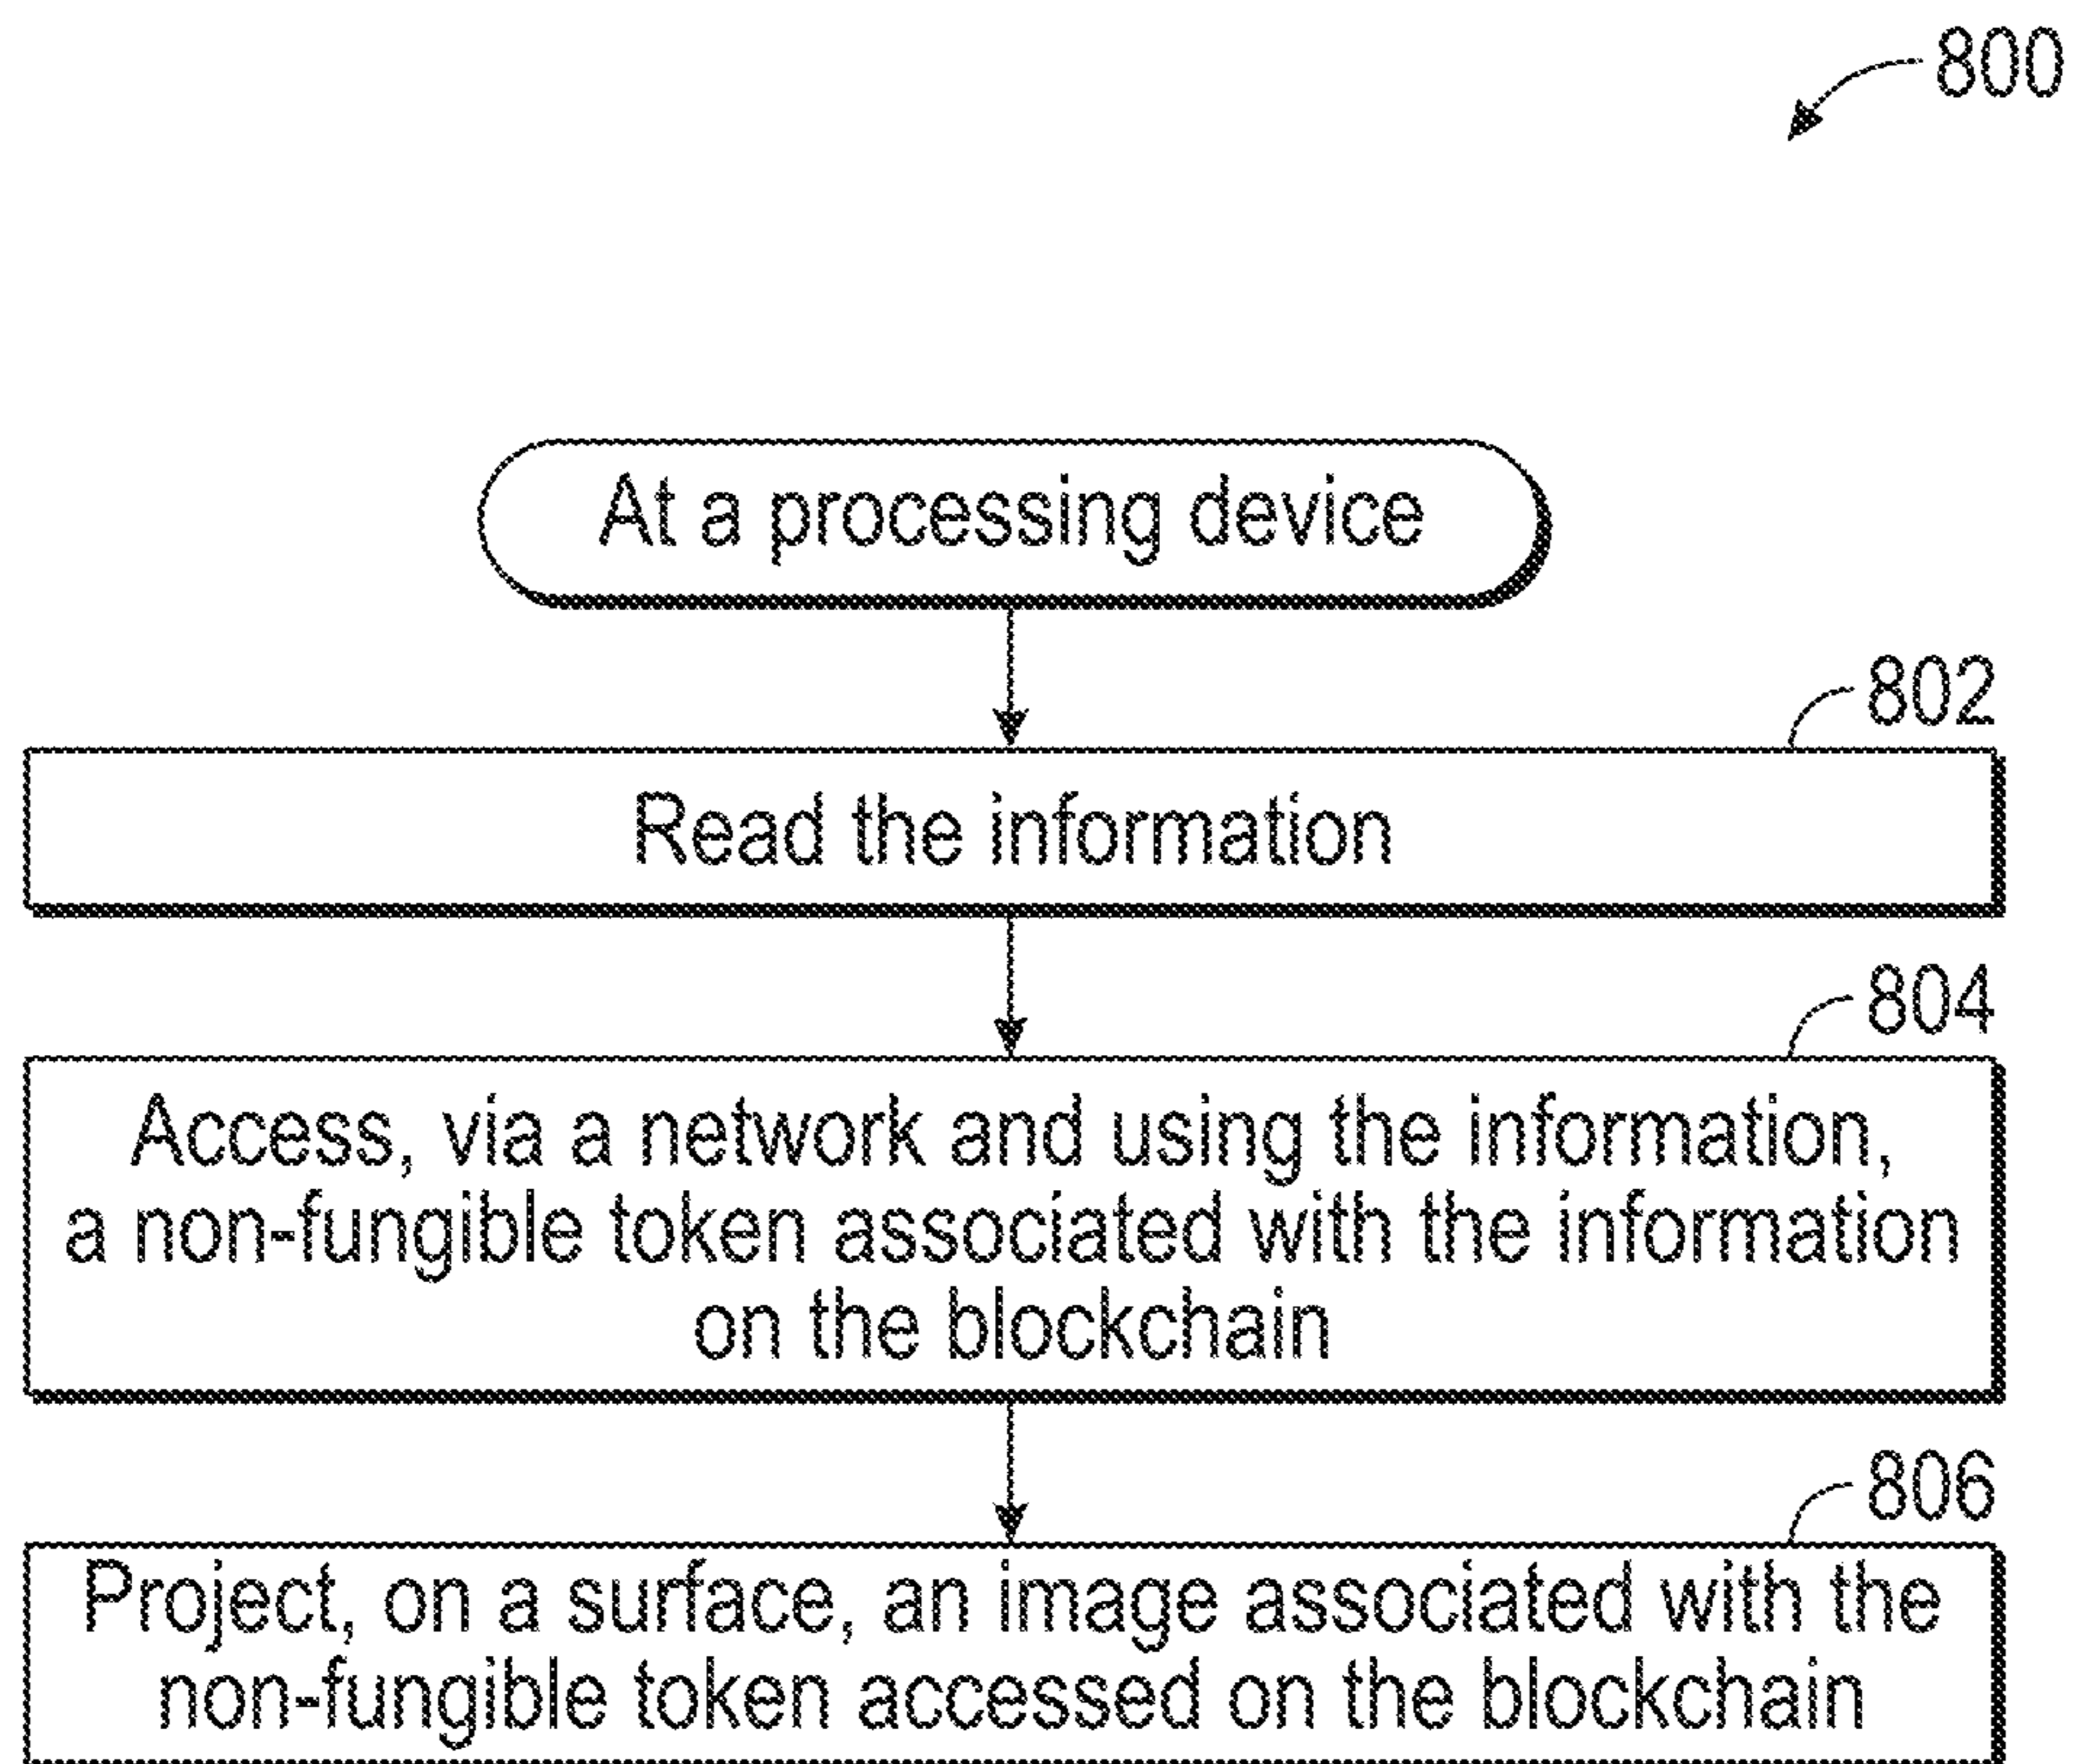 800
At a processing device
802
Read the information
804
Access, via a network and using the information,
a non-fungible token associated with the information
on the blockchain
806
Project, on a surface, an image associated with the
non-fungible token accessed on the blockchain